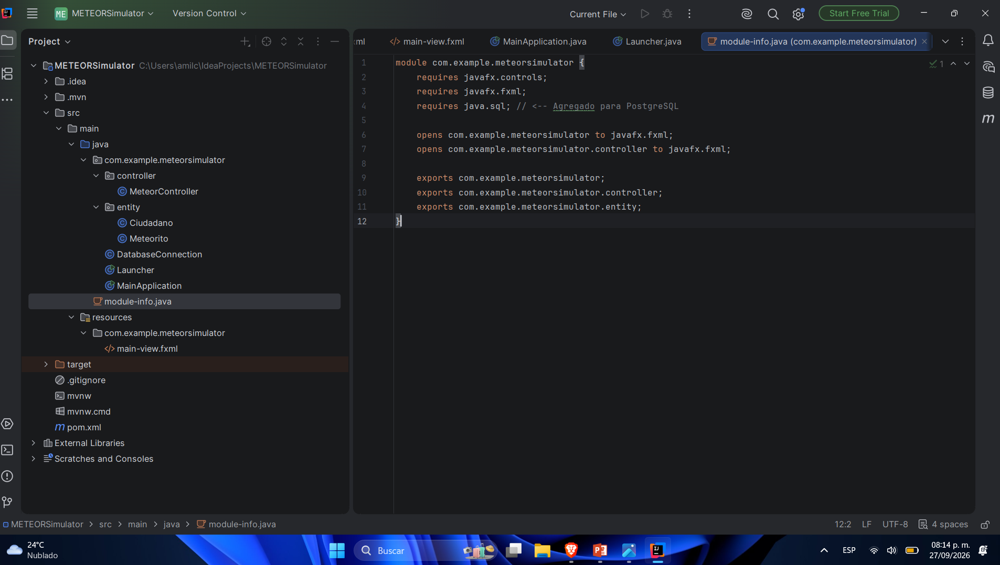 ME METEORSimulator Version Control Current File Start Free Trial
Project
METEORSimulator C:\Users\amilc\IdeaProjects\METEORSimulator
.idea
.mvn
src
main
java
com.example.meteorsimulator
controller
MeteorController
entity
Ciudadano
Meteorito
DatabaseConnection
Launcher
MainApplication
module-info.java
resources
com.example.meteorsimulator
main-view.fxml
target
.gitignore
mvnw
mvnw.cmd
m pom.xml
External Libraries
Scratches and Consoles
ml main-view.fxml MainApplication.java Launcher.java module-info.java (com.example.meteorsimulator)
1 module com.example.meteorsimulator {
2 requires javafx.controls;
3 requires javafx.fxml;
4 requires java.sql; // <-- Agregado para PostgreSQL
5
6 opens com.example.meteorsimulator to javafx.fxml;
7 opens com.example.meteorsimulator.controller to javafx.fxml;
8
9 exports com.example.meteorsimulator;
10 exports com.example.meteorsimulator.controller;
11 exports com.example.meteorsimulator.entity;
12 }
1
m
METEORSimulator > src > main > java > module-info.java 12:2 LF UTF-8 4 spaces
24°C
Nublado
Buscar
ESP
08:14 p. m.
27/09/2026